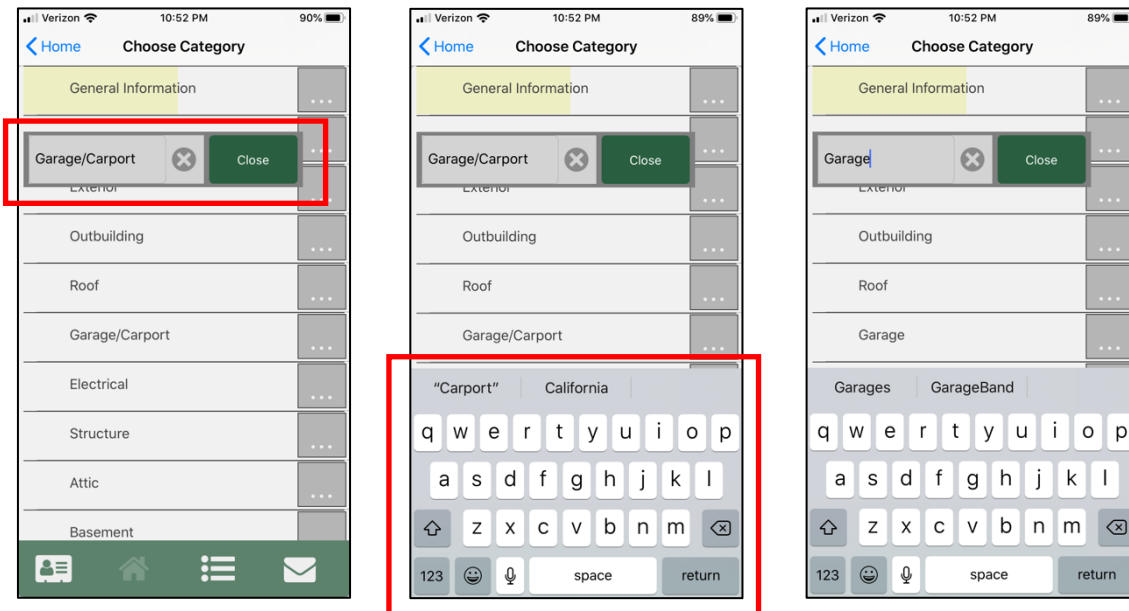 Verizon 10:52 PM 90%
Home Choose Category
General Information
...
...
Garage/Carport Close
Exterior
...
Outbuilding
...
Roof
...
Garage/Carport
...
Electrical
...
Structure
...
Attic
...
Basement
Verizon 10:52 PM 89%
Home Choose Category
General Information
...
...
Garage/Carport Close
Exterior
...
Outbuilding
...
Roof
...
Garage/Carport
...
“Carport” California
q w e r t y u i o p
a s d f g h j k l
z x c v b n m
123 space return
Verizon 10:52 PM 89%
Home Choose Category
General Information
...
...
Garage Close
Exterior
...
Outbuilding
...
Roof
...
Garage
...
Garages GarageBand
q w e r t y u i o p
a s d f g h j k l
z x c v b n m
123 space return